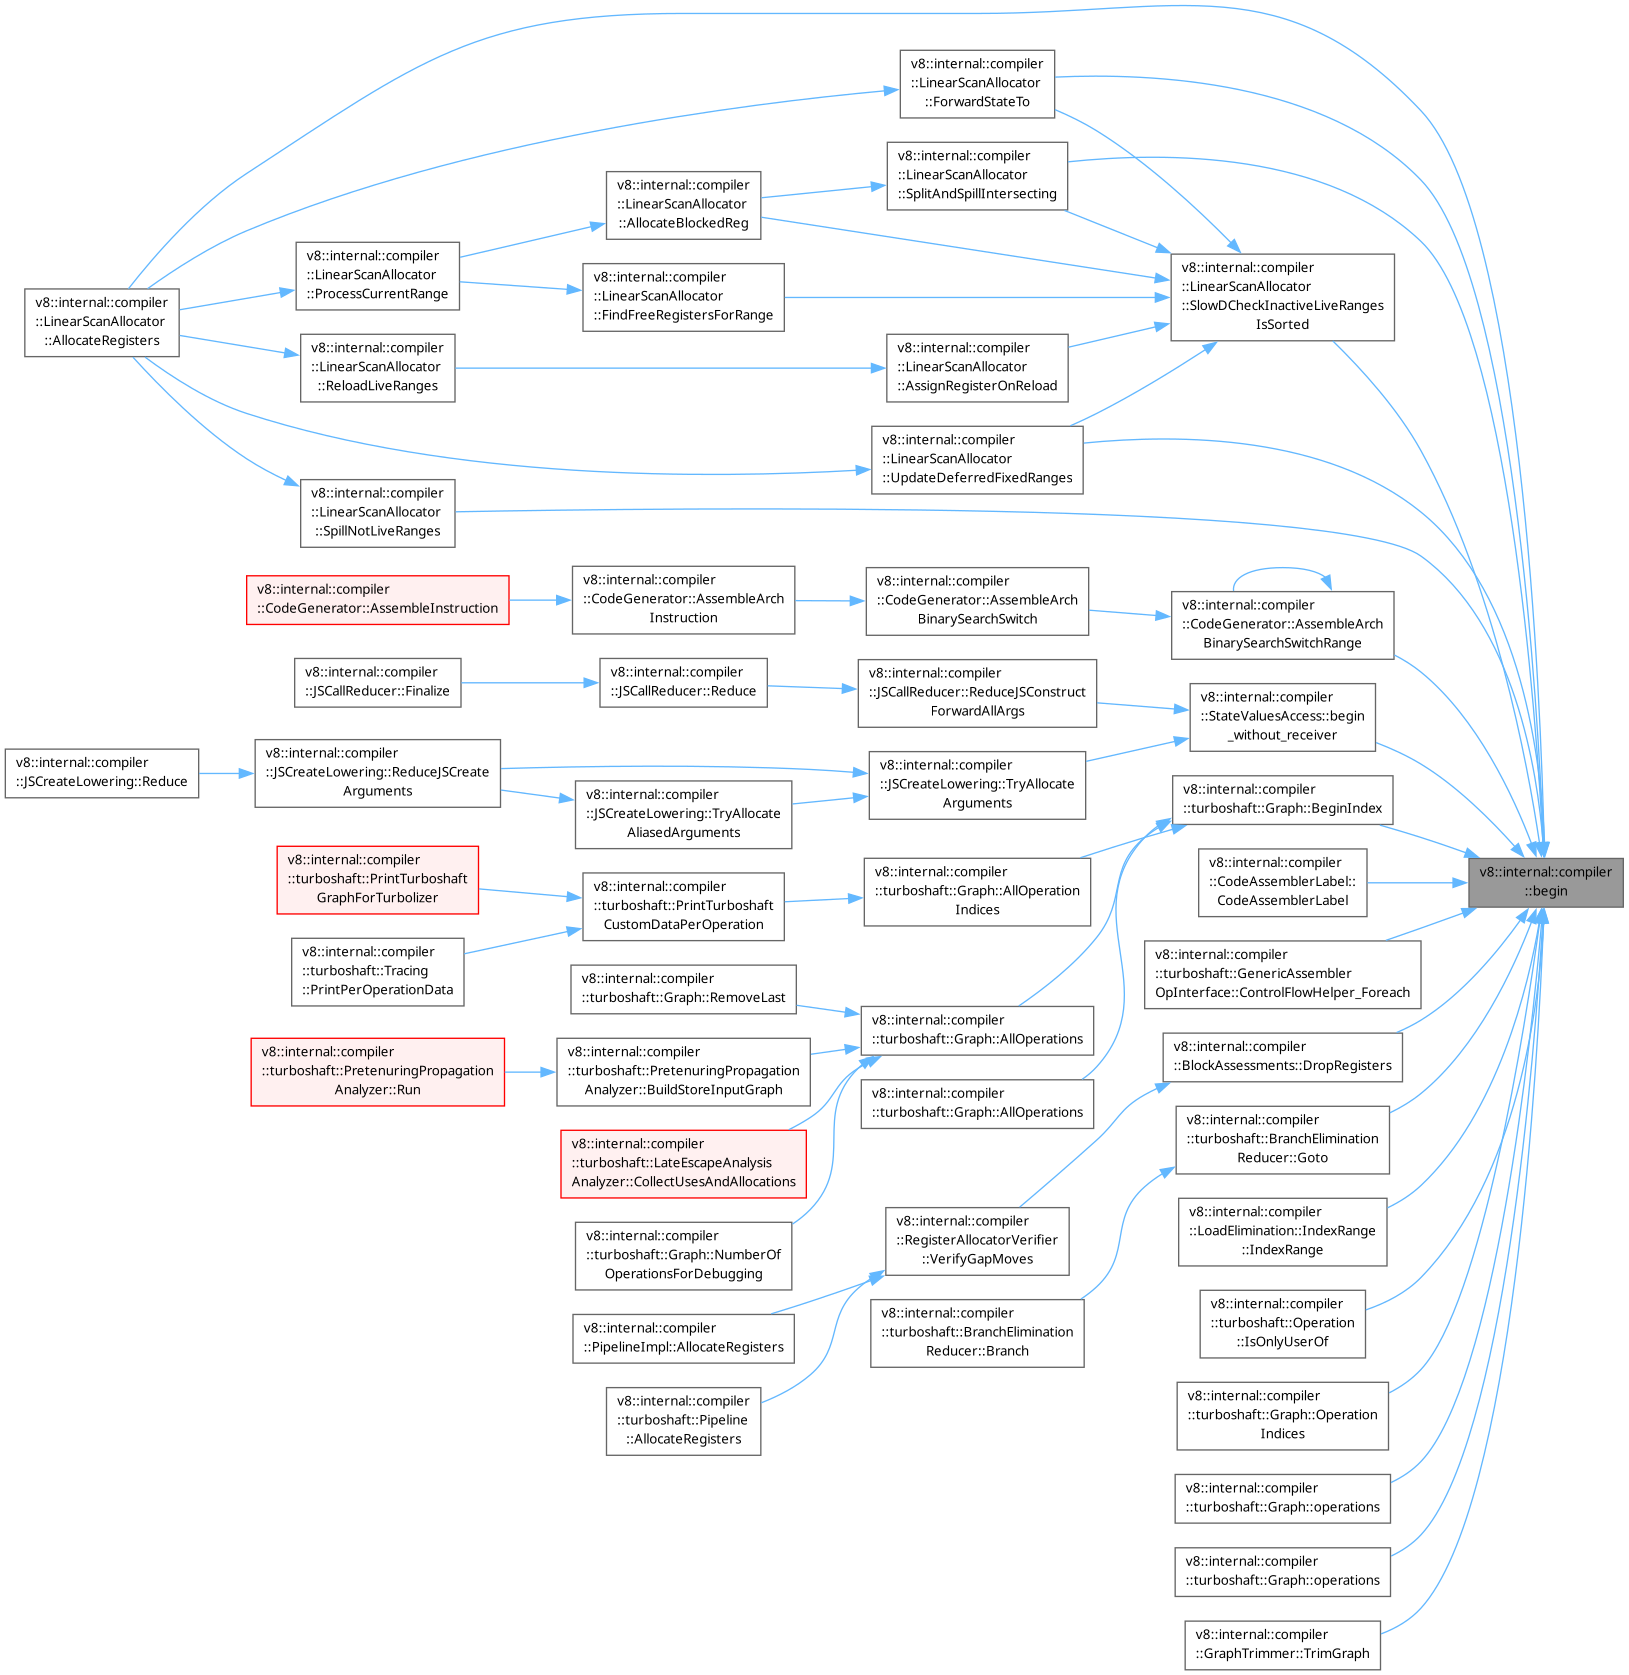 v8::internal::compiler
::LinearScanAllocator
::AllocateRegisters
v8::internal::compiler
::LinearScanAllocator
::ForwardStateTo
v8::internal::compiler
::LinearScanAllocator
::SplitAndSpillIntersecting
v8::internal::compiler
::LinearScanAllocator
::AllocateBlockedReg
v8::internal::compiler
::LinearScanAllocator
::ProcessCurrentRange
v8::internal::compiler
::LinearScanAllocator
::FindFreeRegistersForRange
v8::internal::compiler
::LinearScanAllocator
::SlowDCheckInactiveLiveRanges
IsSorted
v8::internal::compiler
::LinearScanAllocator
::ReloadLiveRanges
v8::internal::compiler
::LinearScanAllocator
::AssignRegisterOnReload
v8::internal::compiler
::LinearScanAllocator
::UpdateDeferredFixedRanges
v8::internal::compiler
::LinearScanAllocator
::SpillNotLiveRanges
v8::internal::compiler
::CodeGenerator::AssembleInstruction
v8::internal::compiler
::CodeGenerator::AssembleArch
Instruction
v8::internal::compiler
::CodeGenerator::AssembleArch
BinarySearchSwitch
v8::internal::compiler
::CodeGenerator::AssembleArch
BinarySearchSwitchRange
v8::internal::compiler
::JSCallReducer::Finalize
v8::internal::compiler
::JSCallReducer::Reduce
v8::internal::compiler
::JSCallReducer::ReduceJSConstruct
ForwardAllArgs
v8::internal::compiler
::StateValuesAccess::begin
_without_receiver
v8::internal::compiler
::JSCreateLowering::Reduce
v8::internal::compiler
::JSCreateLowering::ReduceJSCreate
Arguments
v8::internal::compiler
::JSCreateLowering::TryAllocate
AliasedArguments
v8::internal::compiler
::JSCreateLowering::TryAllocate
Arguments
v8::internal::compiler
::turboshaft::Graph::BeginIndex
v8::internal::compiler
::begin
v8::internal::compiler
::CodeAssemblerLabel::
CodeAssemblerLabel
v8::internal::compiler
::turboshaft::PrintTurboshaft
GraphForTurbolizer
v8::internal::compiler
::turboshaft::PrintTurboshaft
CustomDataPerOperation
v8::internal::compiler
::turboshaft::Graph::AllOperation
Indices
v8::internal::compiler
::turboshaft::Tracing
::PrintPerOperationData
v8::internal::compiler
::turboshaft::GenericAssembler
OpInterface::ControlFlowHelper_Foreach
v8::internal::compiler
::turboshaft::Graph::RemoveLast
v8::internal::compiler
::turboshaft::Graph::AllOperations
v8::internal::compiler
::BlockAssessments::DropRegisters
v8::internal::compiler
::turboshaft::PretenuringPropagation
Analyzer::Run
v8::internal::compiler
::turboshaft::PretenuringPropagation
Analyzer::BuildStoreInputGraph
v8::internal::compiler
::turboshaft::Graph::AllOperations
v8::internal::compiler
::turboshaft::BranchElimination
Reducer::Goto
v8::internal::compiler
::turboshaft::LateEscapeAnalysis
Analyzer::CollectUsesAndAllocations
v8::internal::compiler
::turboshaft::Graph::NumberOf
OperationsForDebugging
v8::internal::compiler
::RegisterAllocatorVerifier
::VerifyGapMoves
v8::internal::compiler
::LoadElimination::IndexRange
::IndexRange
v8::internal::compiler
::PipelineImpl::AllocateRegisters
v8::internal::compiler
::turboshaft::BranchElimination
Reducer::Branch
v8::internal::compiler
::turboshaft::Operation
::IsOnlyUserOf
v8::internal::compiler
::turboshaft::Pipeline
::AllocateRegisters
v8::internal::compiler
::turboshaft::Graph::Operation
Indices
v8::internal::compiler
::turboshaft::Graph::operations
v8::internal::compiler
::turboshaft::Graph::operations
v8::internal::compiler
::GraphTrimmer::TrimGraph